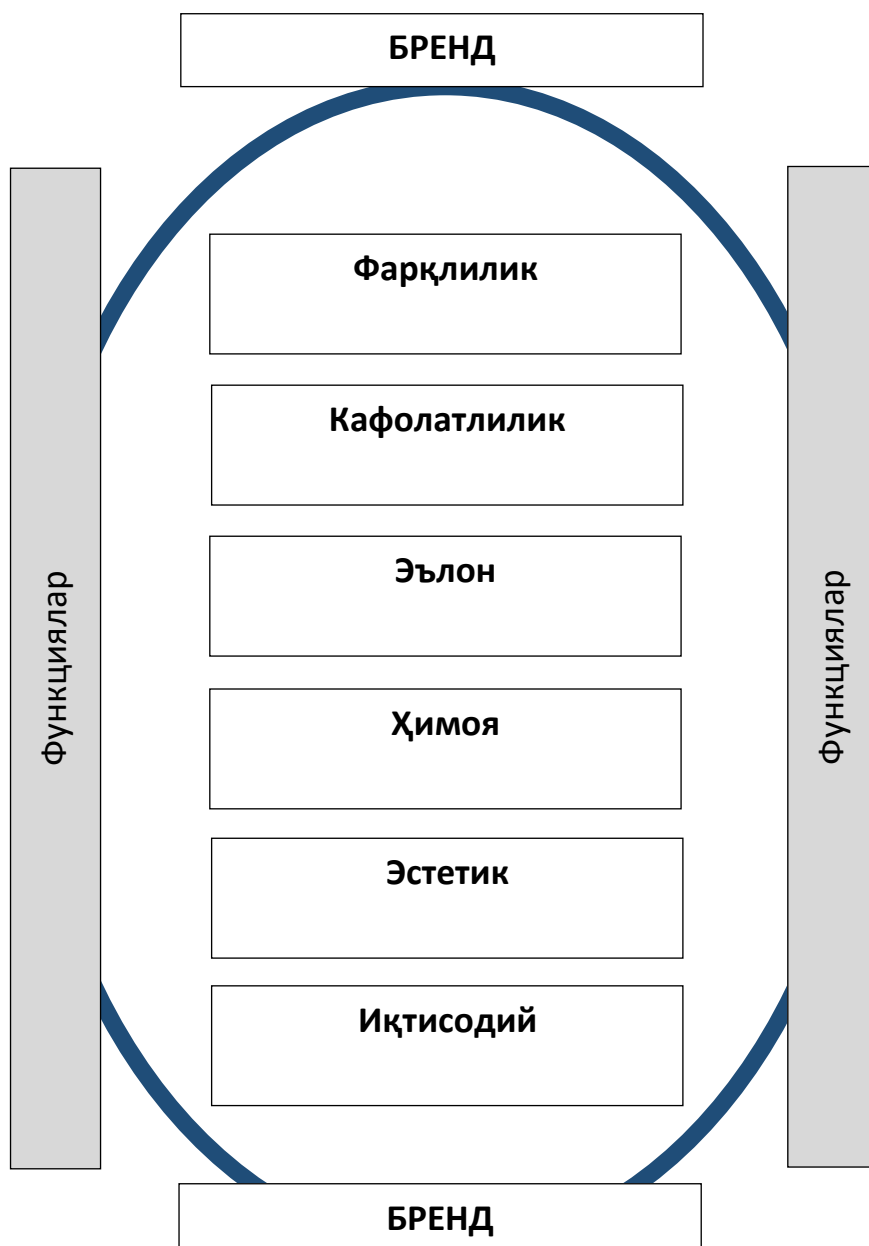 БРЕНД
Фарқлилик
Кафолатлилик
Эълон
Функциялар
Функциялар
Ҳимоя
Эстетик
Иқтисодий
БРЕНД